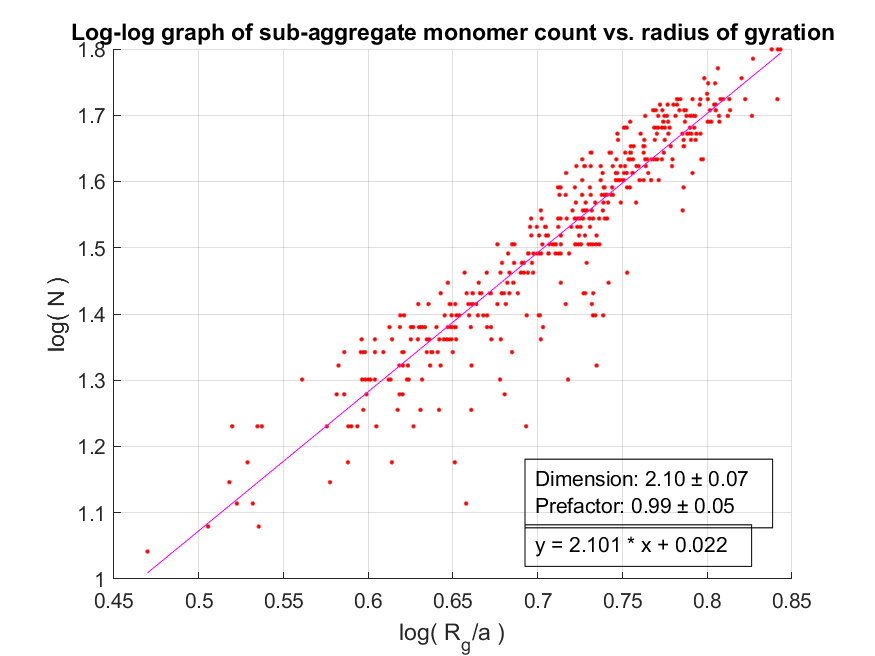 Log-log graph of sub-aggregate monomer count vs. radius of gyration
1.8
1.7
1.6
1.5
1.4
1.3
1.2
1.1
1
log( N )
Dimension: 2.10 ± 0.07
Prefactor: 0.99 ± 0.05
y = 2.101 * x + 0.022
0.45 0.5 0.55 0.6 0.65 0.7 0.75 0.8 0.85
log( R_g/a )